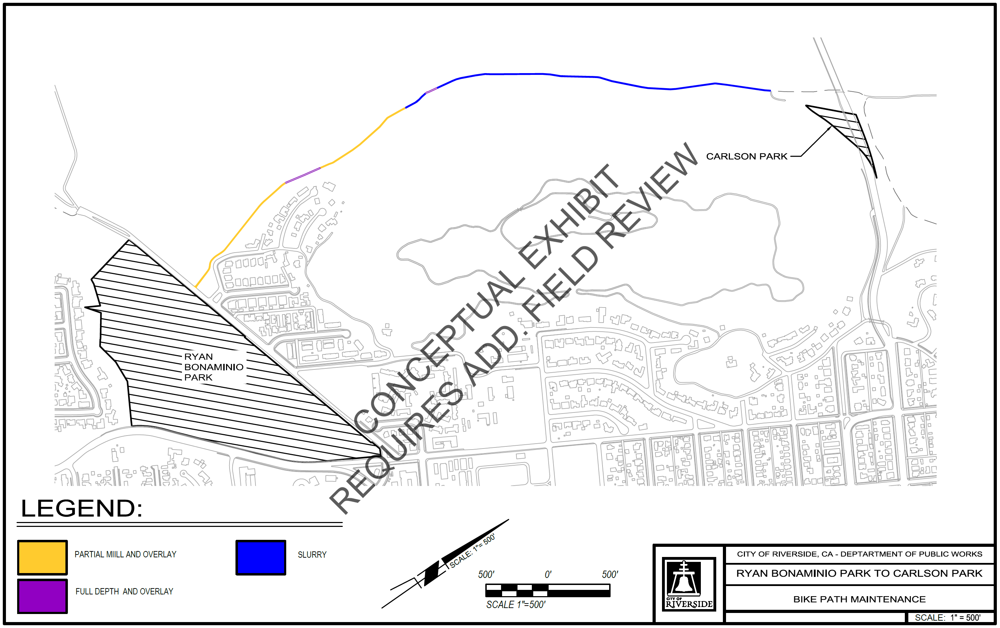 CARLSON PARK
CONCEPTUAL EXHIBIT
REQUIRES ADD. FIELD REVIEW
RYAN
BONAMINIO
PARK
LEGEND:
PARTIAL MIILL AND OVERLAY
SLURRY
FULL DEPTH AND OVERLAY
SCALE: 1"= 500'
500' 0' 500'
SCALE 1"=500'
CITY OF
RIVERSIDE
CITY OF RIVERSIDE, CA - DEPTARTMENT OF PUBLIC WORKS
RYAN BONAMINIO PARK TO CARLSON PARK
BIKE PATH MAINTENANCE
SCALE: 1" = 500'